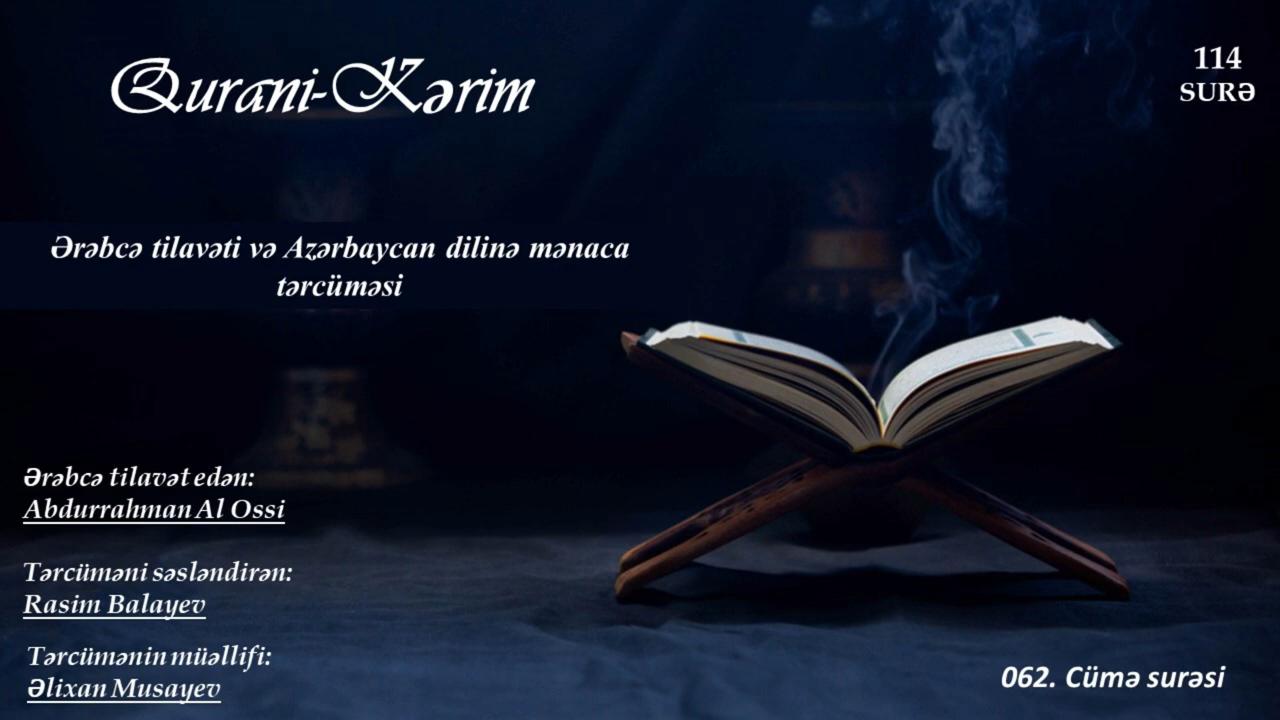 Qurani-Kərim
114
SURƏ
Ərəbcə tilavəti və Azərbaycan dilinə mənaca
tərcüməsi
Ərəbcə tilavət edən:
Abdurrahman Al Ossi
Tərcüməni səsləndirən:
Rasim Balayev
Tərcümənin müəllifi:
Əlixan Musayev
062. Cümə surəsi